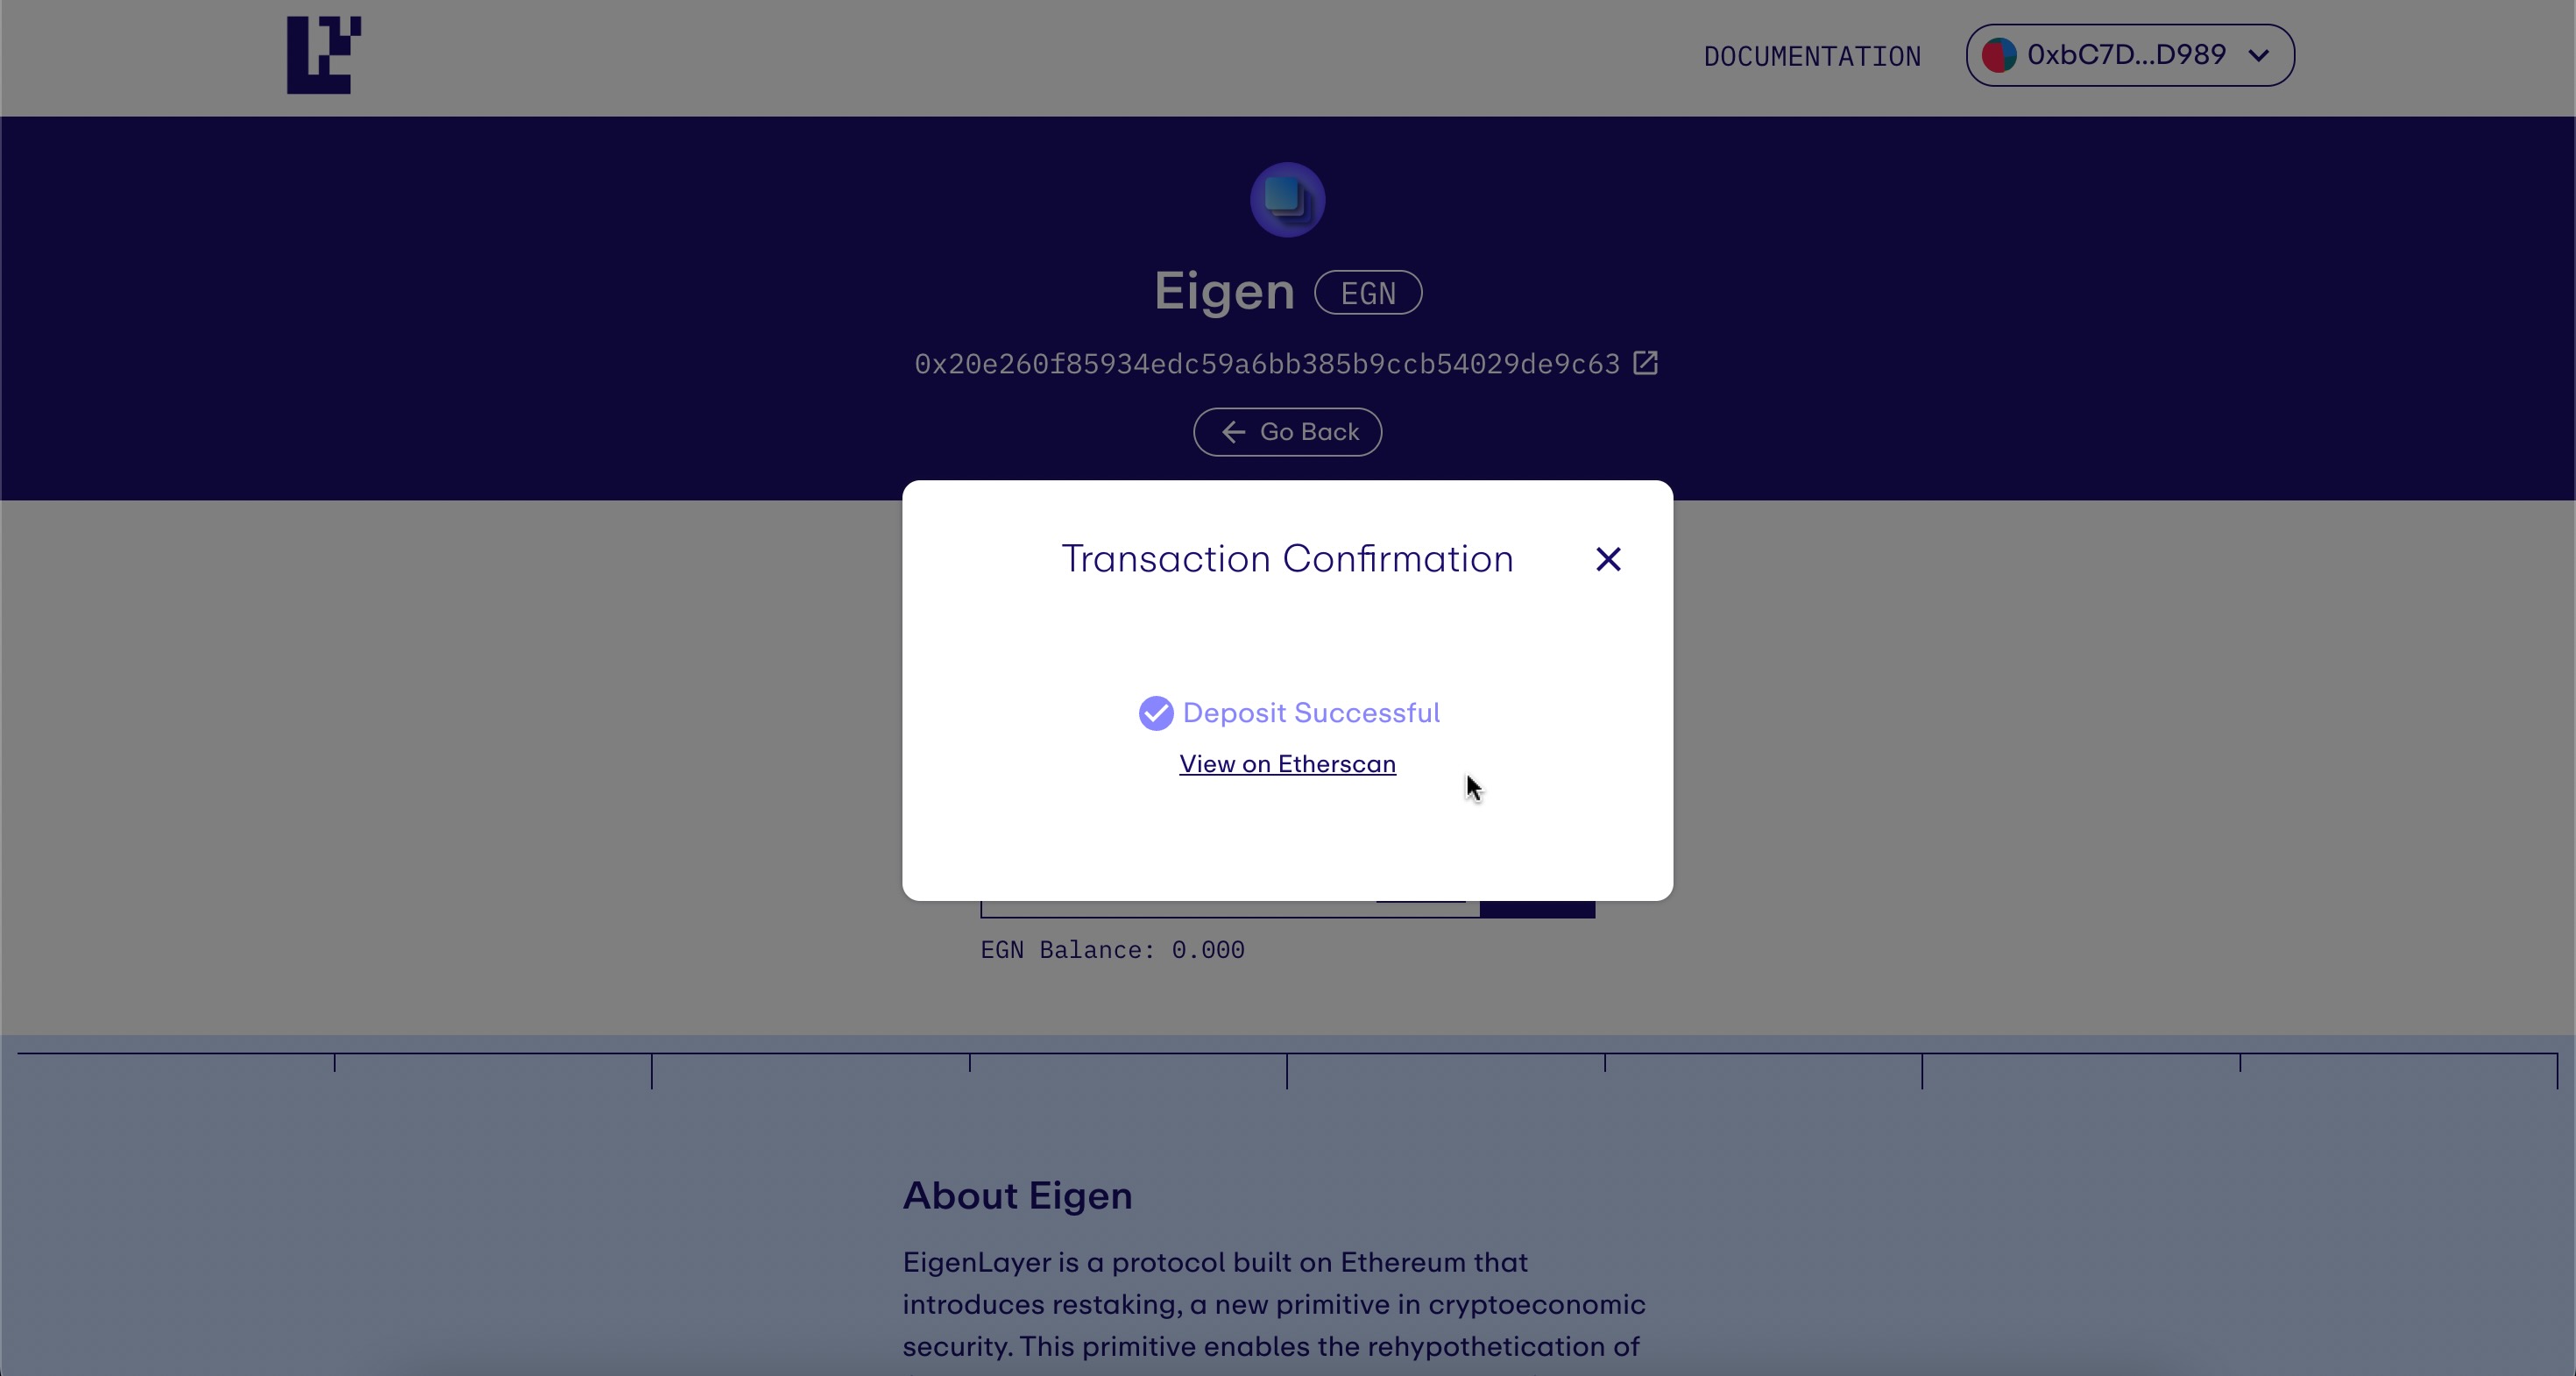 DOCUMENTATION
0xbC7D...D989
Eigen EGN
0x20e260f85934edc59a6bb385b9ccb54029de9c63
Go Back
Transaction Confirmation
Deposit Successful
View on Etherscan
EGN Balance: 0.000
About Eigen
EigenLayer is a protocol built on Ethereum that
introduces restaking, a new primitive in cryptoeconomic
security. This primitive enables the rehypothetication of